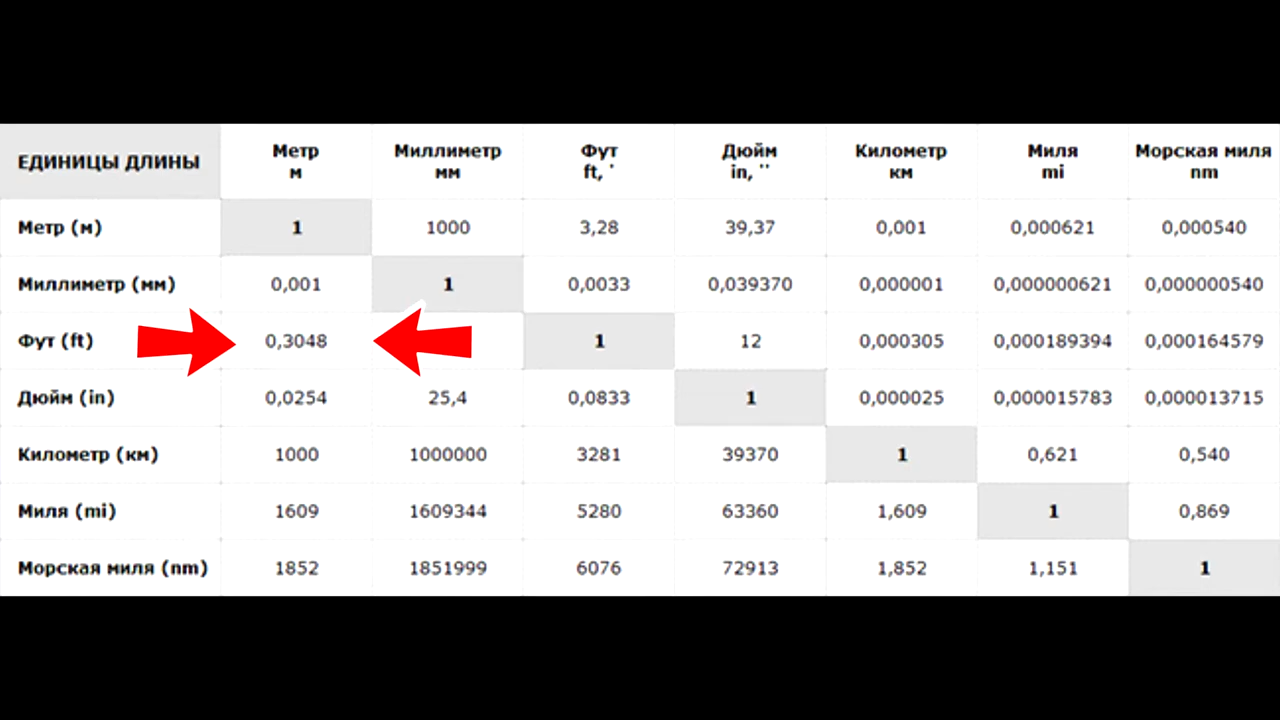 ЕДИНИЦЫ ДЛИНЫ Метр м Миллиметр мм Фут ft, ' Дюйм in, '' Километр км Миля mi Морская миля nm
Метр (м) 1 1000 3,28 39,37 0,001 0,000621 0,000540
Миллиметр (мм) 0,001 1 0,0033 0,039370 0,000001 0,000000621 0,000000540
Фут (ft) 0,3048 1 12 0,000305 0,000189394 0,000164579
Дюйм (in) 0,0254 25,4 0,0833 1 0,000025 0,000015783 0,000013715
Километр (км) 1000 1000000 3281 39370 1 0,621 0,540
Миля (mi) 1609 1609344 5280 63360 1,609 1 0,869
Морская миля (nm) 1852 1851999 6076 72913 1,852 1,151 1